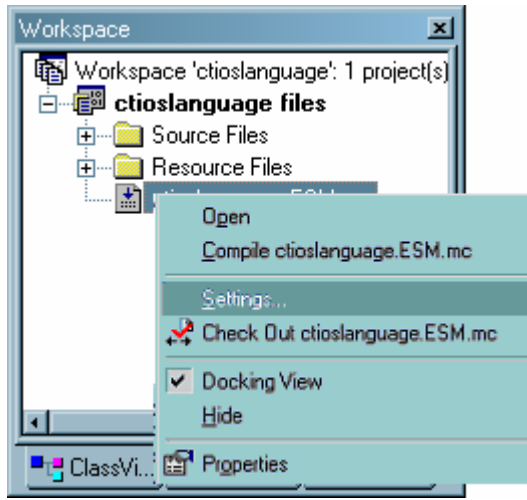 Workspace
Workspace 'ctioslanguage': 1 project(s)
ctioslanguage files
Source Files
Resource Files
Open
Compile ctioslanguage.ESM.mc
Settings...
Check Out ctioslanguage.ESM.mc
Docking View
Hide
ClassVi...
Properties